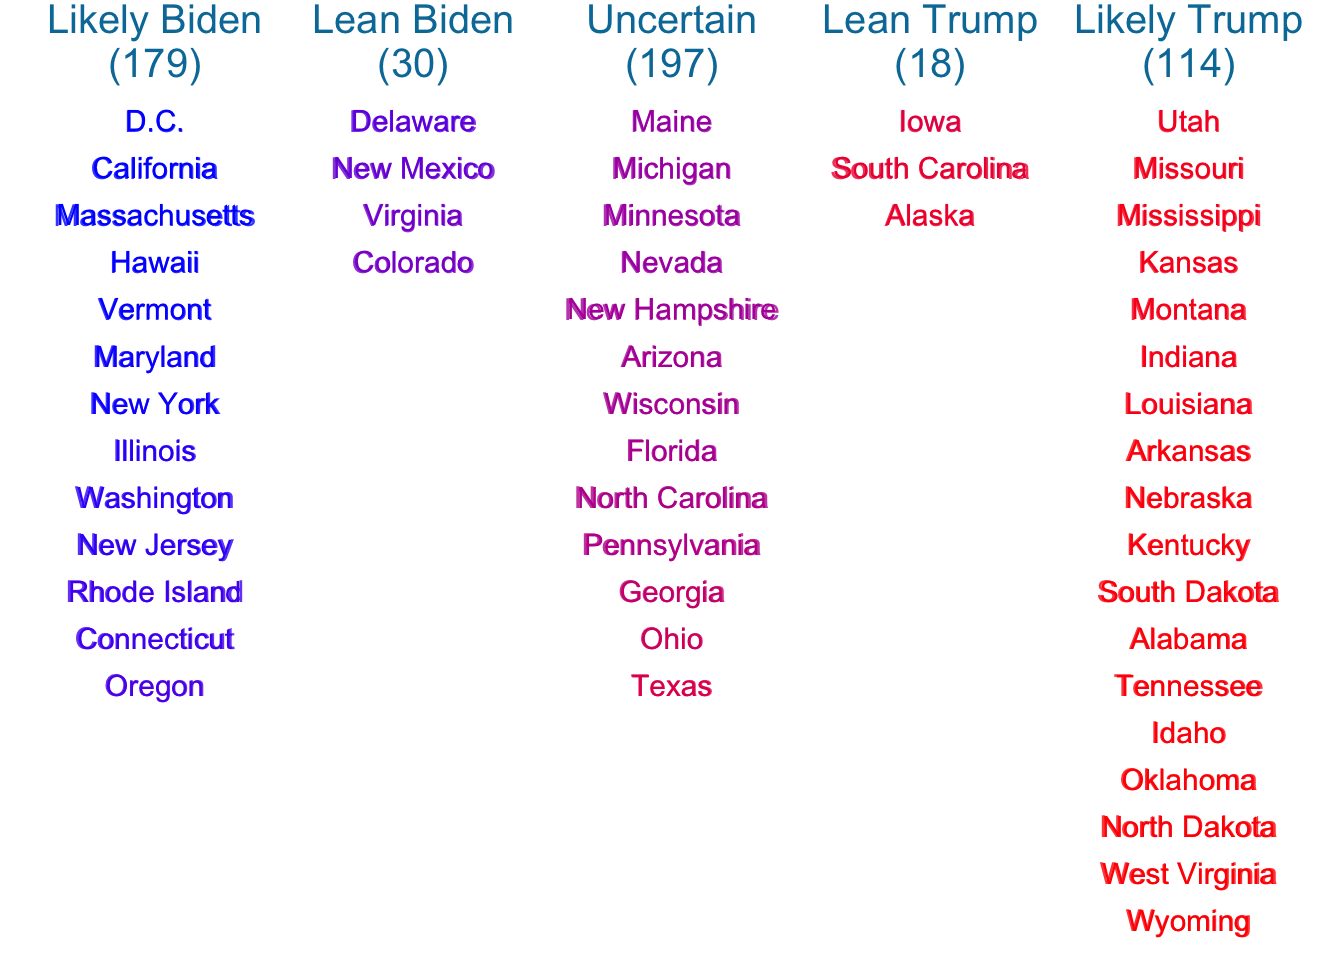 Likely Biden
(179)
D.C.
California
Massachusetts
Hawaii
Vermont
Maryland
New York
Illinois
Washington
New Jersey
Rhode Island
Connecticut
Oregon
Lean Biden
(30)
Delaware
New Mexico
Virginia
Colorado
Uncertain
(197)
Maine
Michigan
Minnesota
Nevada
New Hampshire
Arizona
Wisconsin
Florida
North Carolina
Pennsylvania
Georgia
Ohio
Texas
Lean Trump
(18)
Iowa
South Carolina
Alaska
Likely Trump
(114)
Utah
Missouri
Mississippi
Kansas
Montana
Indiana
Louisiana
Arkansas
Nebraska
Kentucky
South Dakota
Alabama
Tennessee
Idaho
Oklahoma
North Dakota
West Virginia
Wyoming